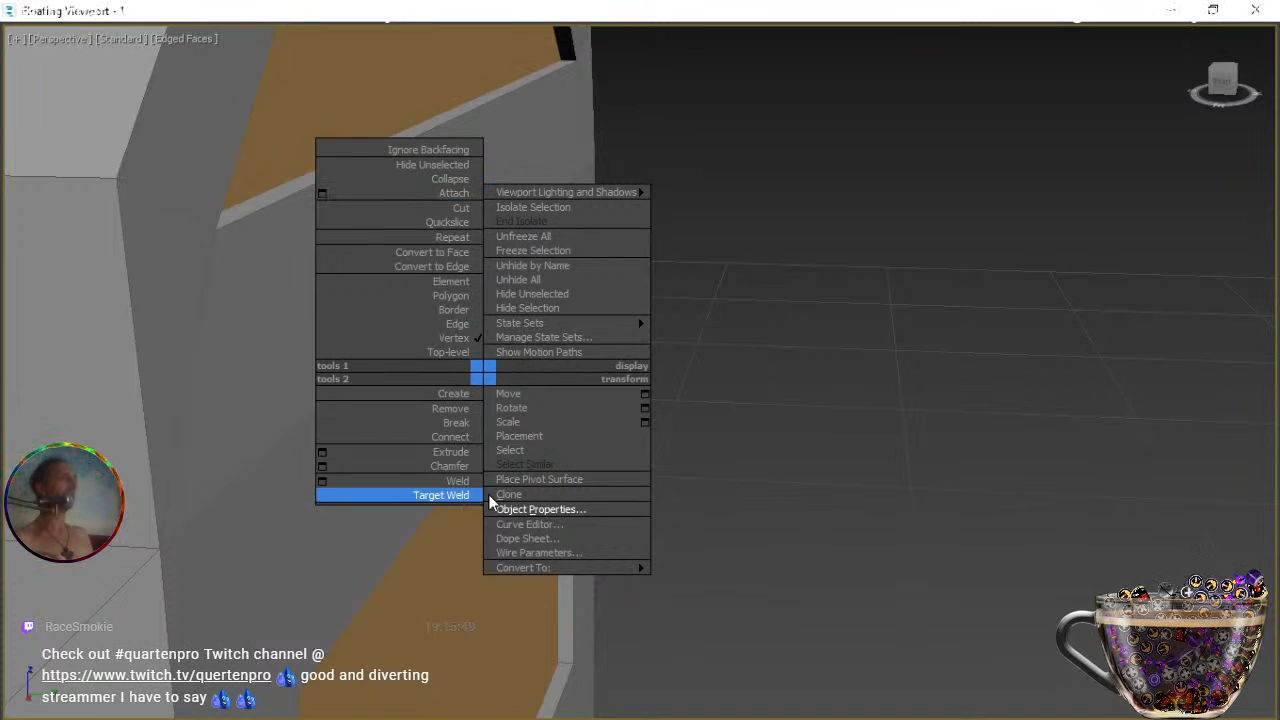 Floating Viewport - 1
[ + ] [Perspective ] [Standard ] [Edged Faces ]
Ignore Backfacing
Hide Unselected
Collapse
Attach
Cut
Quickslice
Repeat
Convert to Face
Convert to Edge
Element
Polygon
Border
Edge
Vertex
Top-level
tools 1
tools 2
Create
Remove
Break
Connect
Extrude
Chamfer
Weld
Target Weld
Viewport Lighting and Shadows
Isolate Selection
End Isolate
Unfreeze All
Freeze Selection
Unhide by Name
Unhide All
Hide Unselected
Hide Selection
State Sets
Manage State Sets...
Show Motion Paths
display
transform
Move
Rotate
Scale
Placement
Select
Select Similar
Place Pivot Surface
Clone
Object Properties...
Curve Editor...
Dope Sheet...
Wire Parameters...
Convert To:
RaceSmokie
19:15:49
Check out #quartenpro Twitch channel @
https://www.twitch.tv/quertenpro good and diverting
streammer I have to say